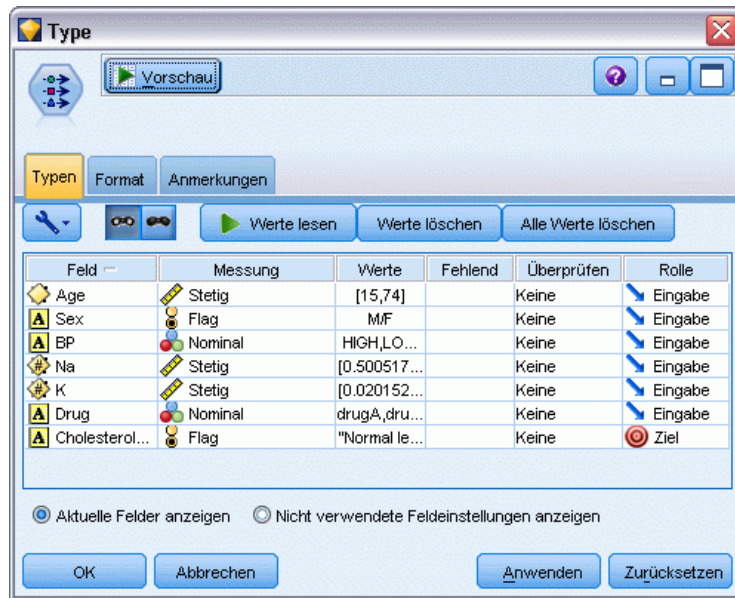 Type
Vorschau
Typen Format Anmerkungen
Werte lesen Werte löschen Alle Werte löschen
Feld Messung Werte Fehlend Überprüfen Rolle
Age Stetig [15,74] Keine Eingabe
A Sex Flag M/F Keine Eingabe
A BP Nominal HIGH,LO... Keine Eingabe
# Na Stetig [0.500517... Keine Eingabe
# K Stetig [0.020152... Keine Eingabe
A Drug Nominal drugA,dru... Keine Eingabe
A Cholesterol... Flag "Normal le... Keine Ziel
Aktuelle Felder anzeigen Nicht verwendete Feldeinstellungen anzeigen
OK Abbrechen Anwenden Zurücksetzen